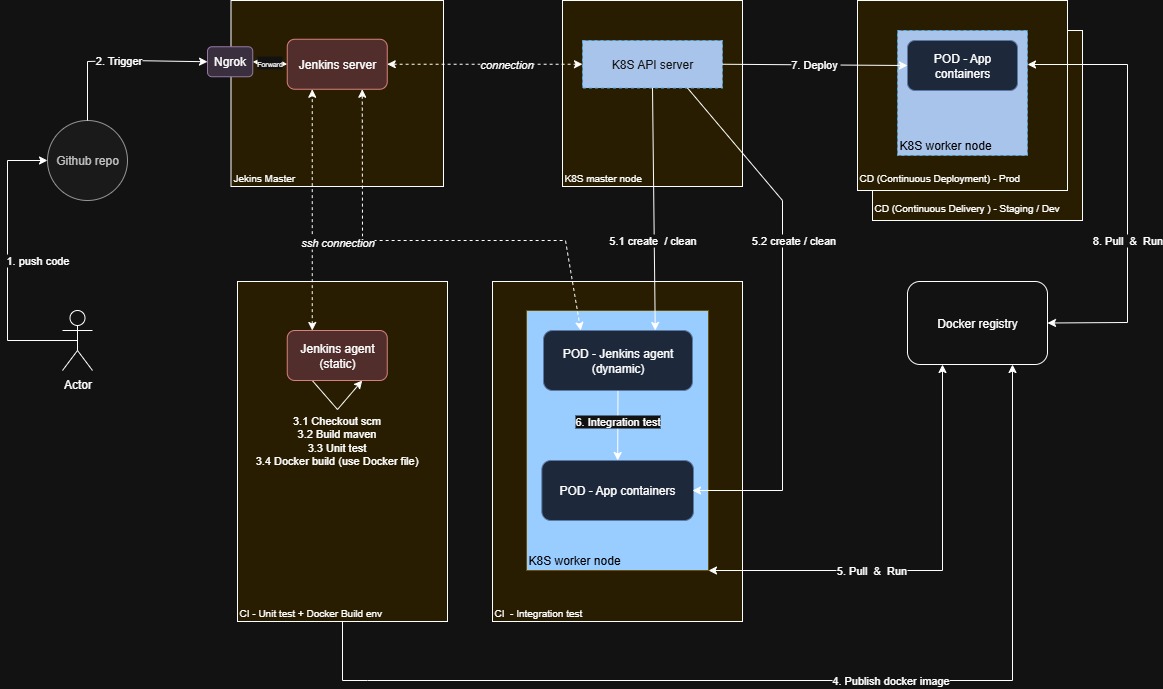 2. Trigger
Ngrok
Forward
Jenkins server
connection
K8S API server
7. Deploy
POD - App
containers
K8S worker node
Github repo
Jekins Master
K8S master node
CD (Continuous Deployment) - Prod
CD (Continuous Delivery ) - Staging / Dev
ssh connection
5.1 create / clean
5.2 create / clean
8. Pull & Run
1. push code
Actor
Docker registry
Jenkins agent
(static)
POD - Jenkins agent
(dynamic)
3.1 Checkout scm
3.2 Build maven
3.3 Unit test
3.4 Docker build (use Docker file)
6. Integration test
POD - App containers
K8S worker node
5. Pull & Run
CI - Unit test + Docker Build env
CI - Integration test
4. Publish docker image